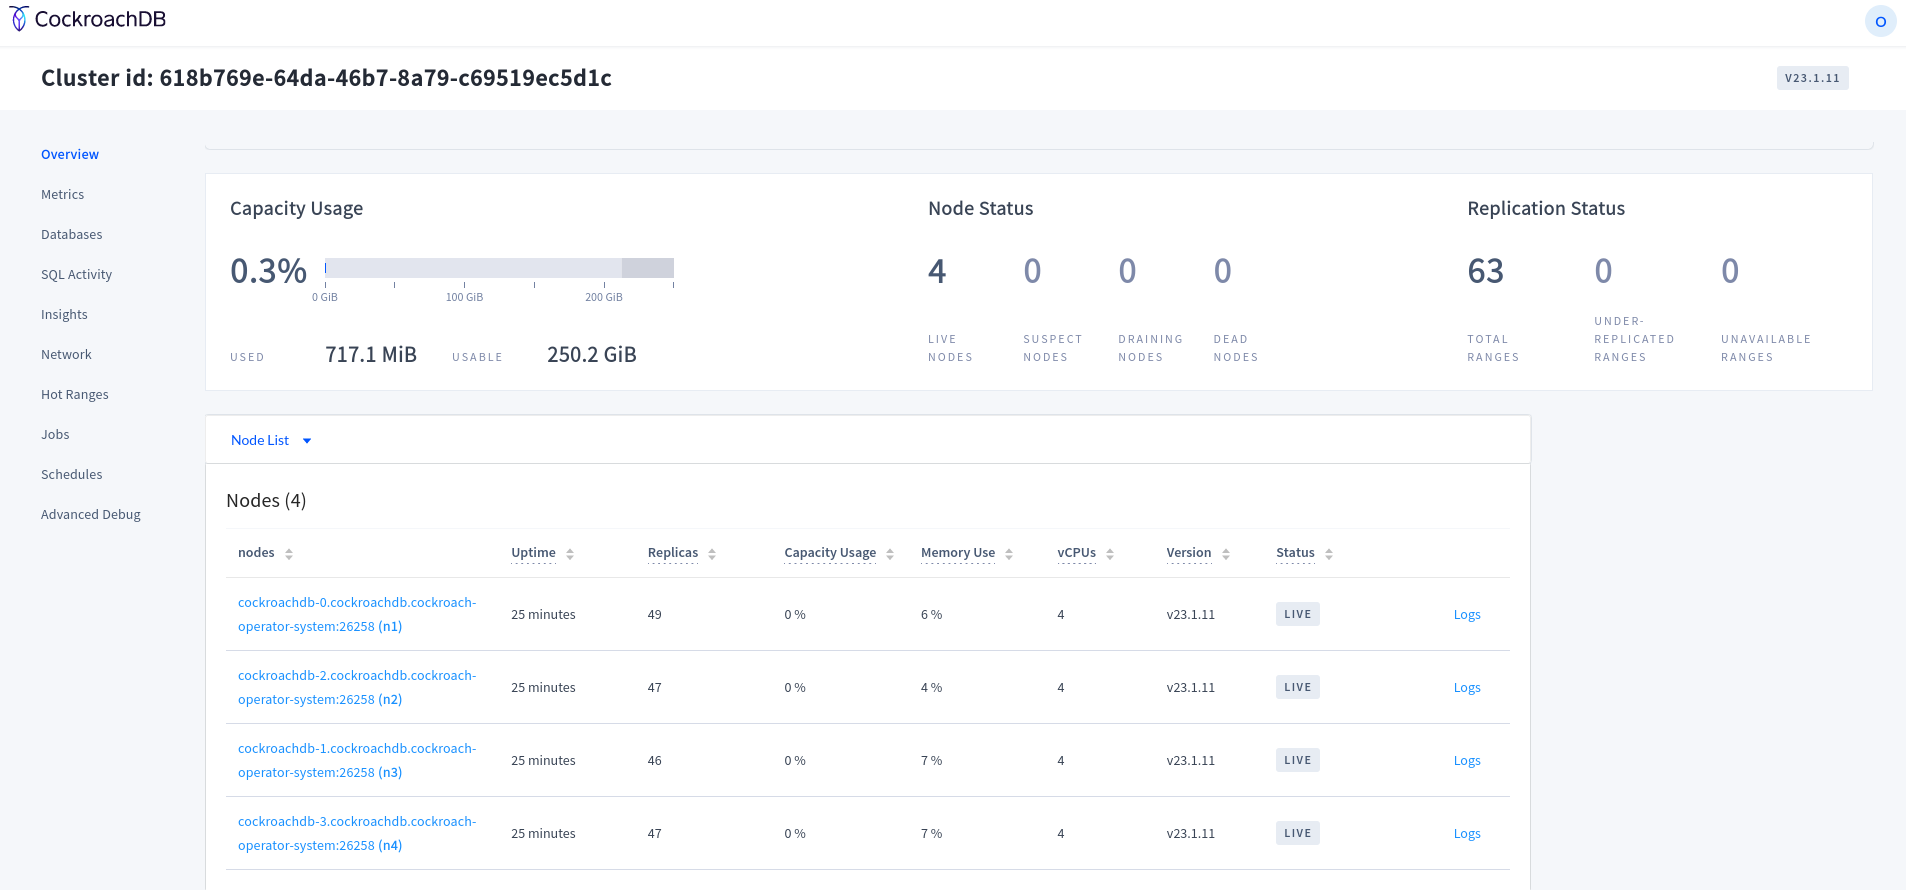 CockroachDB
O
Cluster id: 618b769e-64da-46b7-8a79-c69519ec5d1c
V23.1.11
Overview
Metrics
Databases
SQL Activity
Insights
Network
Hot Ranges
Jobs
Schedules
Advanced Debug
Capacity Usage
0.3%
0 GiB 100 GiB 200 GiB
USED 717.1 MiB USABLE 250.2 GiB
Node Status
4 0 0 0
LIVE SUSPECT DRAINING DEAD
NODES NODES NODES NODES
Replication Status
63 0 0
UNDER-
TOTAL REPLICATED UNAVAILABLE
RANGES RANGES RANGES
Node List
Nodes (4)
nodes Uptime Replicas Capacity Usage Memory Use vCPUs Version Status
cockroachdb-0.cockroachdb.cockroach-
operator-system:26258 (n1)
25 minutes 49 0 % 6 % 4 v23.1.11 LIVE Logs
cockroachdb-2.cockroachdb.cockroach-
operator-system:26258 (n2)
25 minutes 47 0 % 4 % 4 v23.1.11 LIVE Logs
cockroachdb-1.cockroachdb.cockroach-
operator-system:26258 (n3)
25 minutes 46 0 % 7 % 4 v23.1.11 LIVE Logs
cockroachdb-3.cockroachdb.cockroach-
operator-system:26258 (n4)
25 minutes 47 0 % 7 % 4 v23.1.11 LIVE Logs